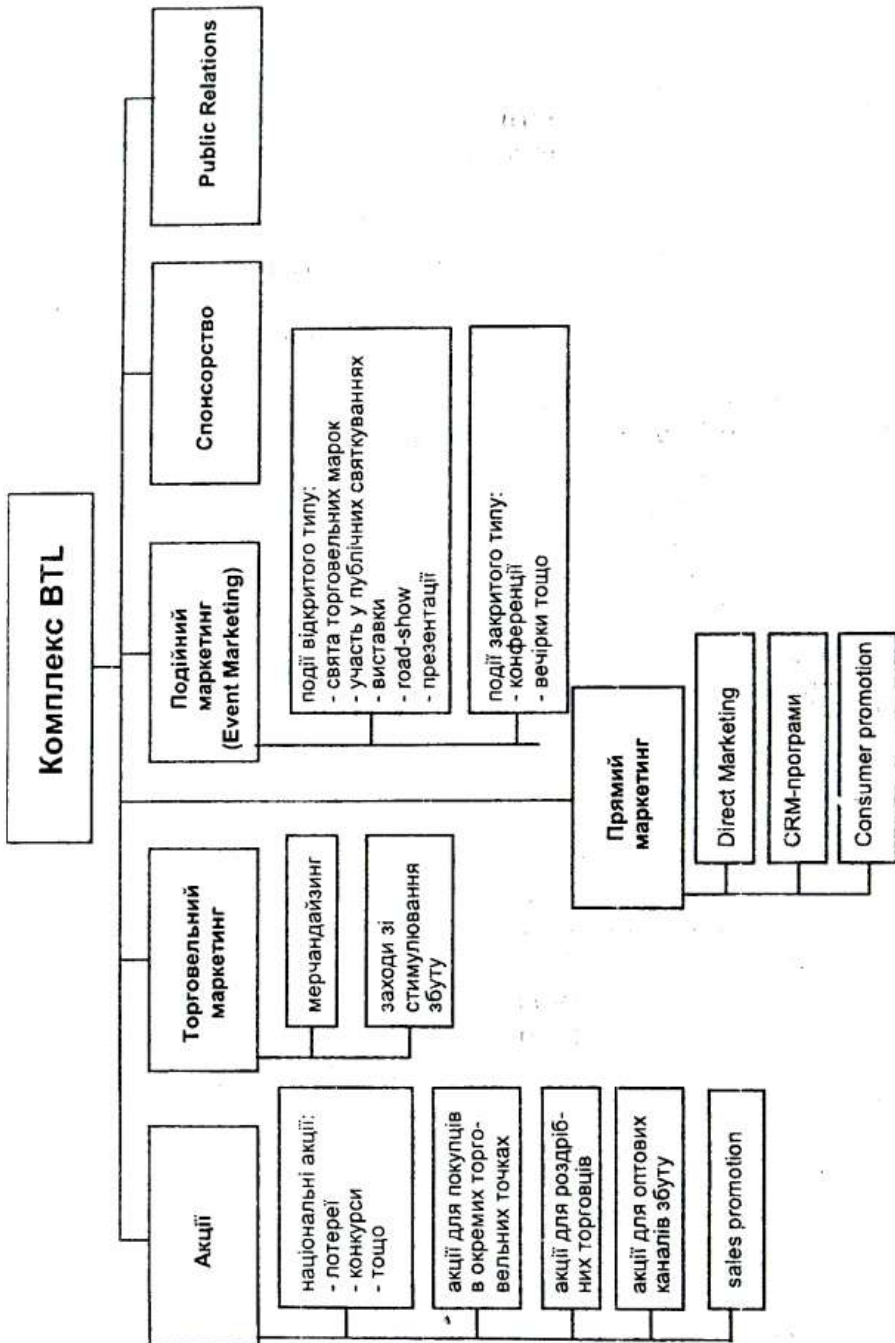 Комплекс BTL
Акції
національні акції:
- лотереї
- конкурси
- тощо
акції для покупців
в окремих торго-
вельних точках
акції для роздріб-
них торговців
акції для оптових
каналів збуту
sales promotion
Торговельний
маркетинг
мерчандайзинг
заходи зі
стимулювання
збуту
Прямий
маркетинг
Direct Marketing
CRM-програми
Consumer promotion
Подійний
маркетинг
(Event Marketing)
події відкритого типу:
- свята торговельних марок
- участь у публічних святкуваннях
- виставки
- road-show
- презентації
події закритого типу:
- конференції
- вечірки тощо
Спонсорство
Public Relations